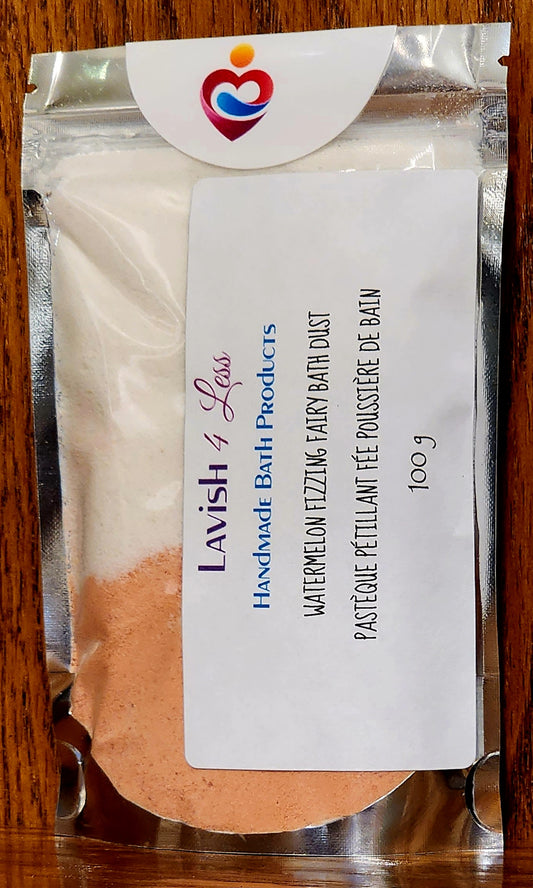 Lavish 4 Less
Handmade Bath Products
WATERMELON FIZZING FAIRY BATH DUST
PASTÈQUE PÉTILLANT FÉE POUSSIÈRE DE BAIN
100 g